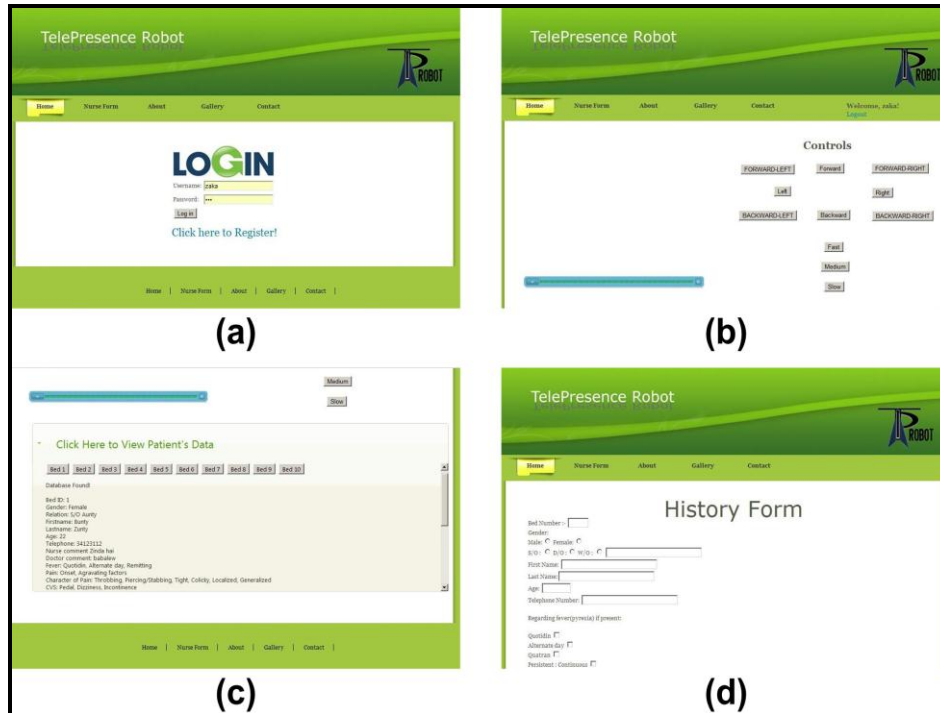 TelePresence Robot
ROBOT
Home Nurse Form About Gallery Contact
LOGIN
Username: zaka
Password: •••
Log in
Click here to Register!
Home | Nurse Form | About | Gallery | Contact |
(a)
TelePresence Robot
ROBOT
Home Nurse Form About Gallery Contact Welcome, zaka!
Logout
Controls
FORWARD-LEFT Forward FORWARD-RIGHT
Left Right
BACKWARD-LEFT Backward BACKWARD-RIGHT
Fast
Medium
Slow
(b)
Medium
Slow
Click Here to View Patient's Data
Bed 1 Bed 2 Bed 3 Bed 4 Bed 5 Bed 6 Bed 7 Bed 8 Bed 9 Bed 10
Database Found!
Bed ID: 1
Gender: Female
Relation: S/O Aunty
Firstname: Bunty
Lastname: Zunty
Age: 22
Telephone: 34123112
Nurse comment Zinda hai
Doctor comment: babalew
Fever: Quotidin, Alternate day, Remitting
Pain: Onset, Agravating factors
Character of Pain: Throbbing, Piercing/Stabbing, Tight, Colicky, Localized, Generalized
CVS: Pedal, Dizziness, Incontinence
Home | Nurse Form | About | Gallery | Contact |
(c)
TelePresence Robot
ROBOT
Home Nurse Form About Gallery Contact
History Form
Bed Number :-
Gender:
Male: Female:
S/O : D/O : W/O :
First Name:
Last Name:
Age:
Telephone Number:
Regarding fever(pyrexia) if present:
Quotidin
Alternate day
Quatran
Persistent : Continuous
(d)